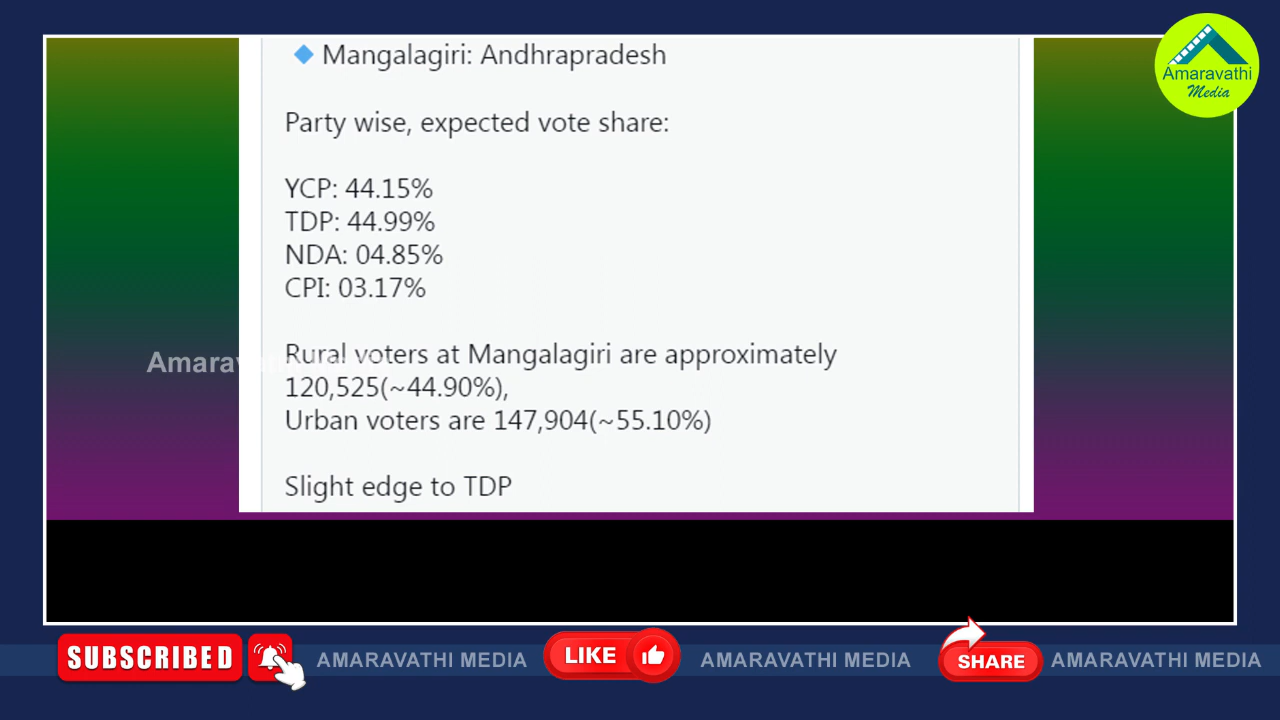 Mangalagiri: Andhrapradesh
Amaravathi
Media
Party wise, expected vote share:
YCP: 44.15%
TDP: 44.99%
NDA: 04.85%
CPI: 03.17%
Rural voters at Mangalagiri are approximately
120,525(~44.90%),
Urban voters are 147,904(~55.10%)
Slight edge to TDP
SUBSCRIBED AMARAVATHI MEDIA LIKE AMARAVATHI MEDIA SHARE AMARAVATHI MEDIA